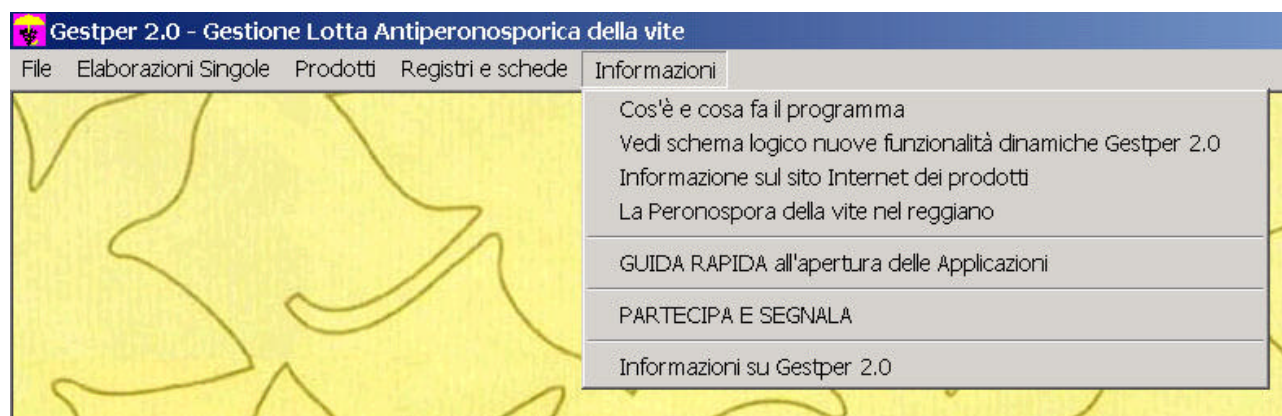 Gestper 2.0 - Gestione Lotta Antiperonosporica della vite
File Elaborazioni Singole Prodotti Registri e schede Informazioni
Cos'è e cosa fa il programma
Vedi schema logico nuove funzionalità dinamiche Gestper 2.0
Informazione sul sito Internet dei prodotti
La Peronospora della vite nel reggiano
GUIDA RAPIDA all'apertura delle Applicazioni
PARTECIPA E SEGNALA
Informazioni su Gestper 2.0